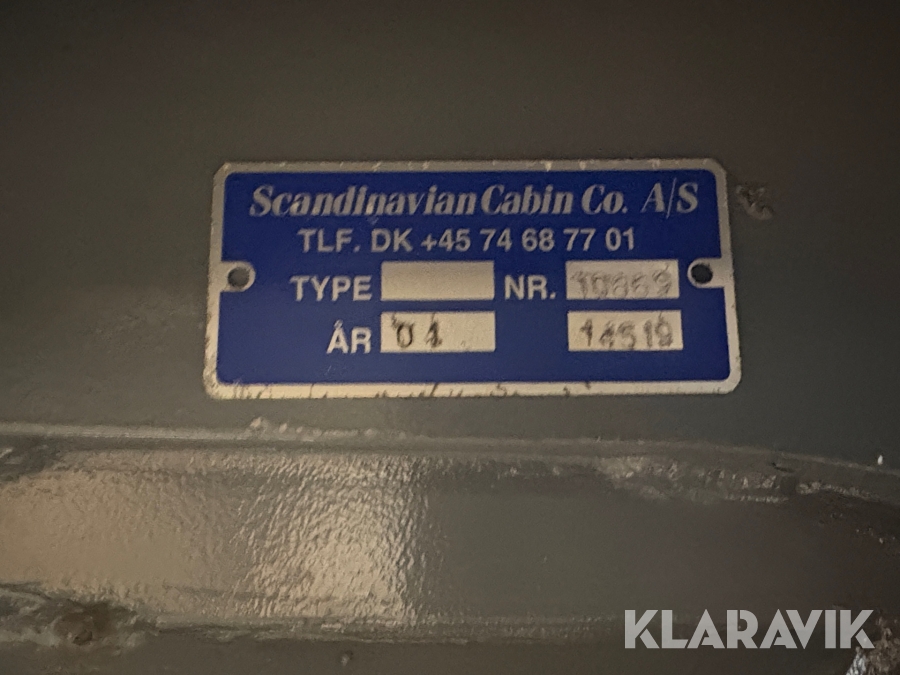 Scandinavian Cabin Co. A/S
TLF. DK +45 74 68 77 01
TYPE NR. 10869
ÅR 01 14519
KLARAVIK